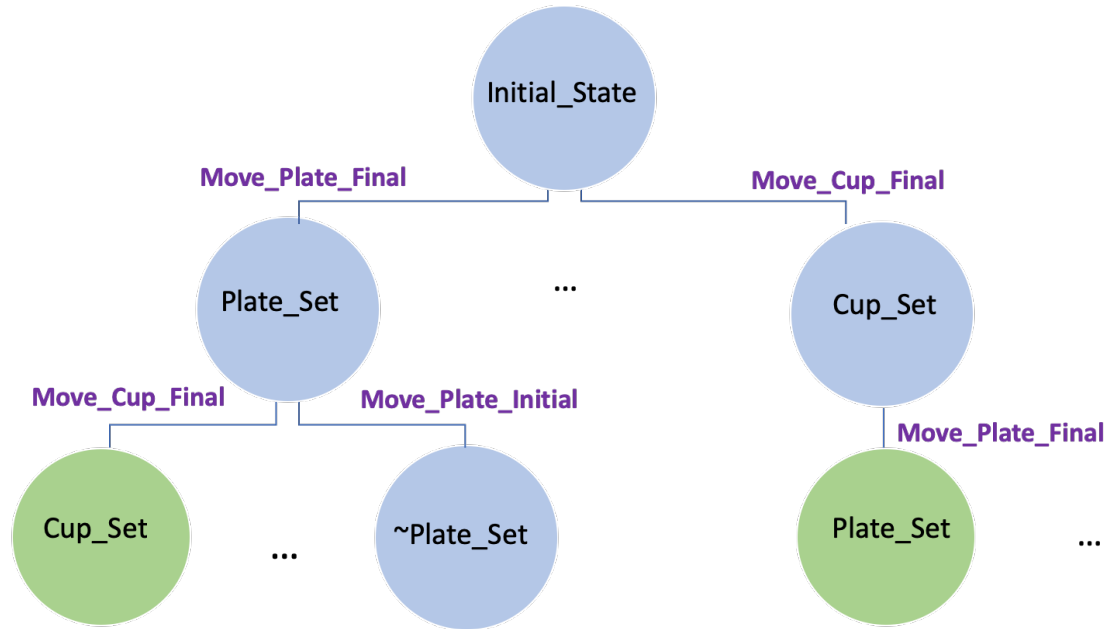 Initial_State
Move_Plate_Final
Move_Cup_Final
Plate_Set
...
Cup_Set
Move_Cup_Final
Move_Plate_Initial
Move_Plate_Final
Cup_Set
...
~Plate_Set
Plate_Set
...